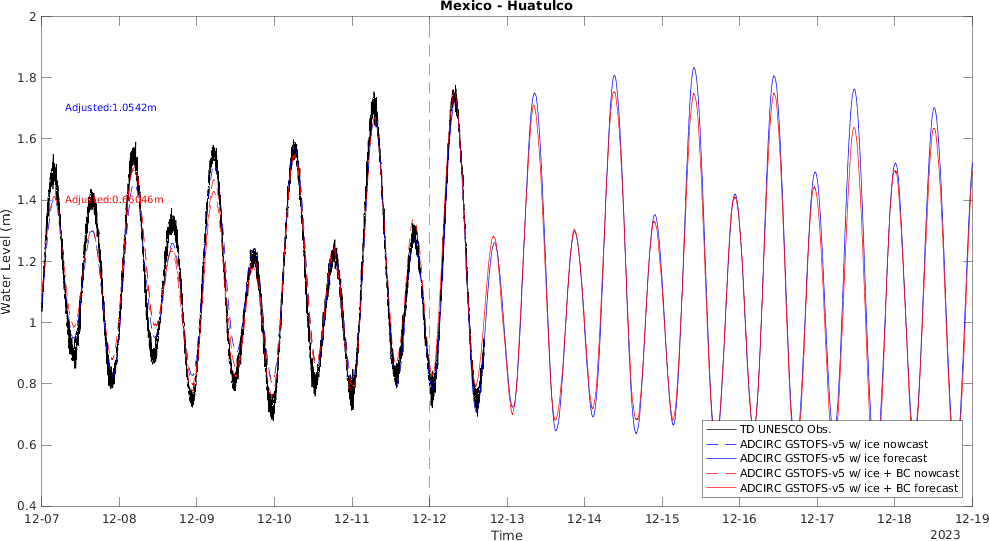 Mexico - Huatulco
2
1.8
1.6
1.4
1.2
1
0.8
0.6
0.4
Water Level (m)
Adjusted:1.0542m
Adjusted:0.66046m
TD UNESCO Obs.
ADCIRC GSTOFS-v5 w/ ice nowcast
ADCIRC GSTOFS-v5 w/ ice forecast
ADCIRC GSTOFS-v5 w/ ice + BC nowcast
ADCIRC GSTOFS-v5 w/ ice + BC forecast
12-07 12-08 12-09 12-10 12-11 12-12 12-13 12-14 12-15 12-16 12-17 12-18 12-19
Time
2023